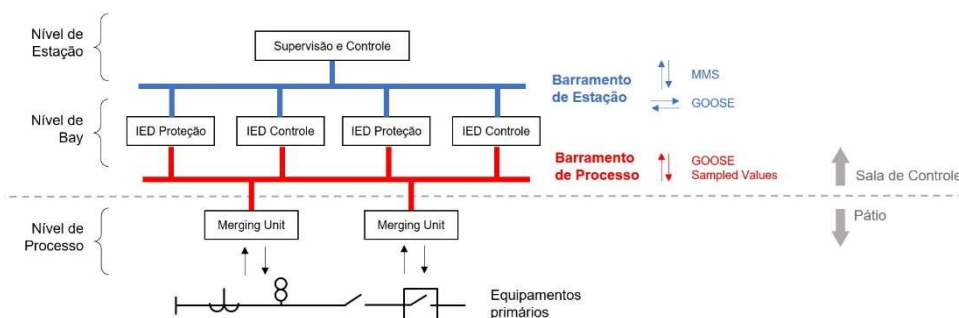 Nível de
Estação
Supervisão e Controle
Barramento
de Estação
MMS
GOOSE
Nível de
Bay
IED Proteção
IED Controle
IED Proteção
IED Controle
Barramento
de Processo
GOOSE
Sampled Values
Sala de Controle
Pátio
Nível de
Processo
Merging Unit
Merging Unit
Equipamentos
primários